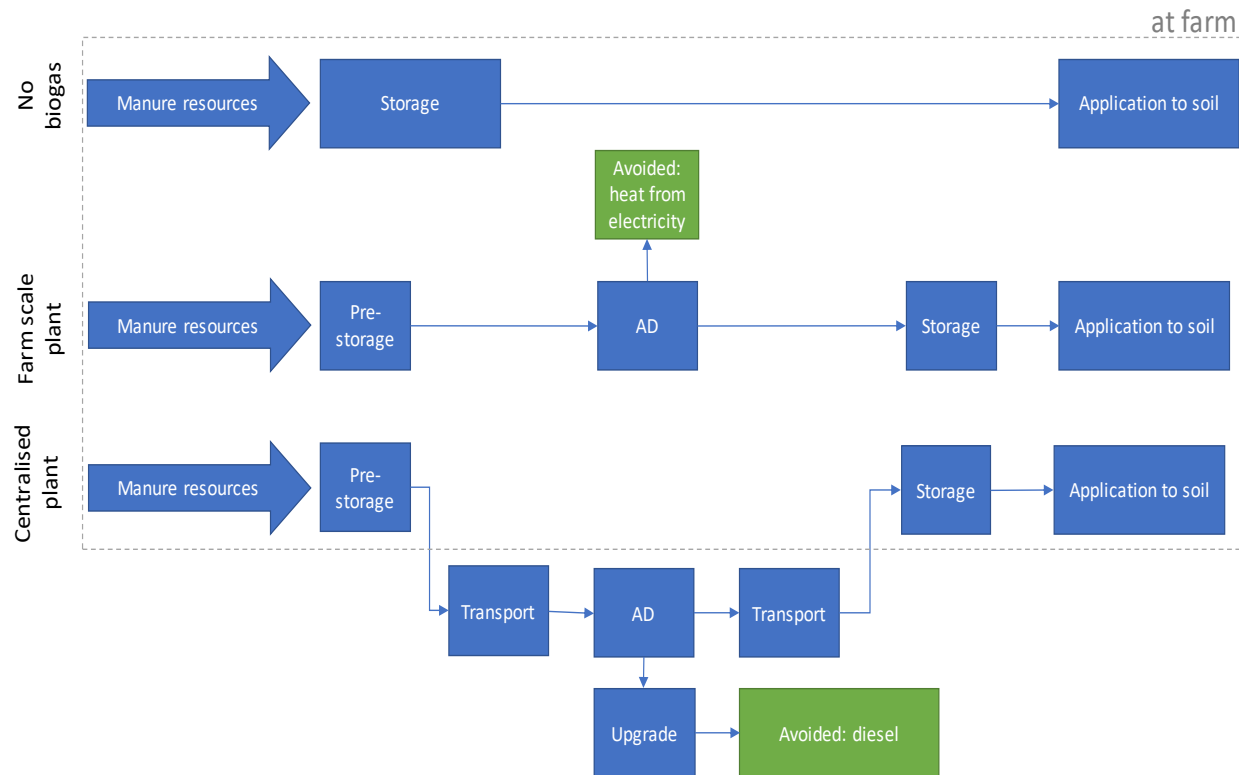 at farm
No
biogas
Manure resources
Storage
Application to soil
Avoided:
heat from
electricity
Farm scale
plant
Manure resources
Pre-
storage
AD
Storage
Application to soil
Centralised
plant
Manure resources
Pre-
storage
Storage
Application to soil
Transport
AD
Transport
Upgrade
Avoided: diesel